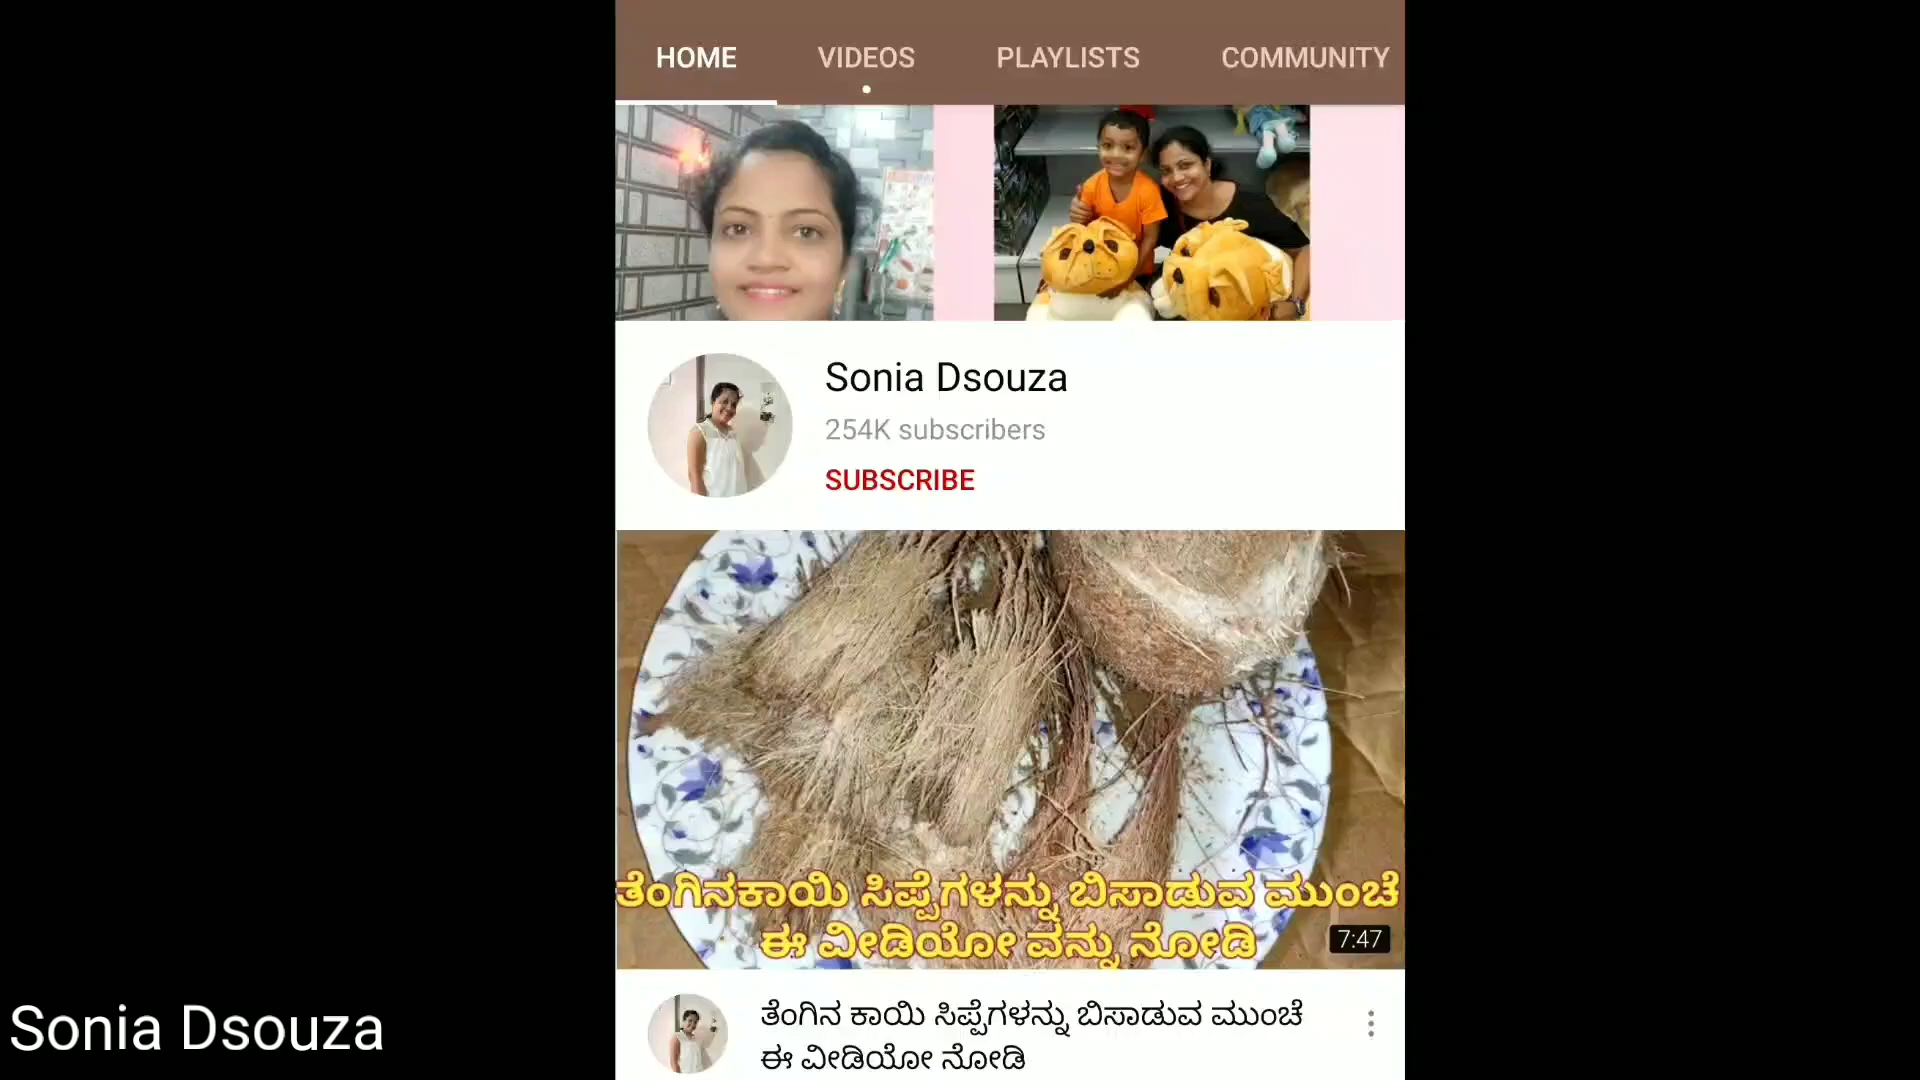 HOME VIDEOS PLAYLISTS COMMUNITY
Sonia Dsouza
254K subscribers
SUBSCRIBE
ತೆಂಗಿನಕಾಯಿ ಸಿಪ್ಪೆಗಳನ್ನು ಬಿಸಾಡುವ ಮುಂಚೆ
ಈ ವೀಡಿಯೋ ವನ್ನು ನೋಡಿ
7:47
ತೆಂಗಿನ ಕಾಯಿ ಸಿಪ್ಪೆಗಳನ್ನು ಬಿಸಾಡುವ ಮುಂಚೆ
ಈ ವೀಡಿಯೋ ನೋಡಿ
Sonia Dsouza